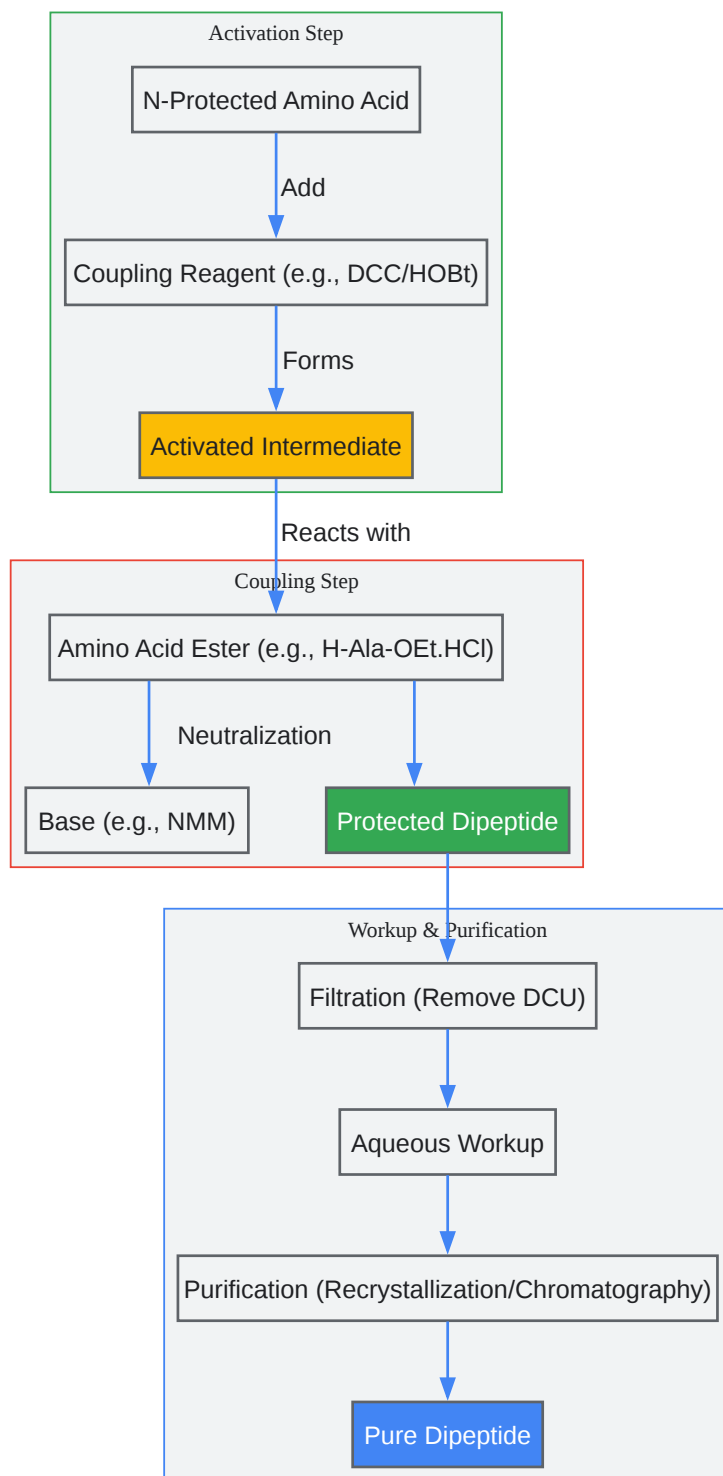 Activation Step
N-Protected Amino Acid
Add
Coupling Reagent (e.g., DCC/HOBt)
Forms
Activated Intermediate
Reacts with
Coupling Step
Amino Acid Ester (e.g., H-Ala-OEt.HCl)
Neutralization
Base (e.g., NMM)
Protected Dipeptide
Workup & Purification
Filtration (Remove DCU)
Aqueous Workup
Purification (Recrystallization/Chromatography)
Pure Dipeptide